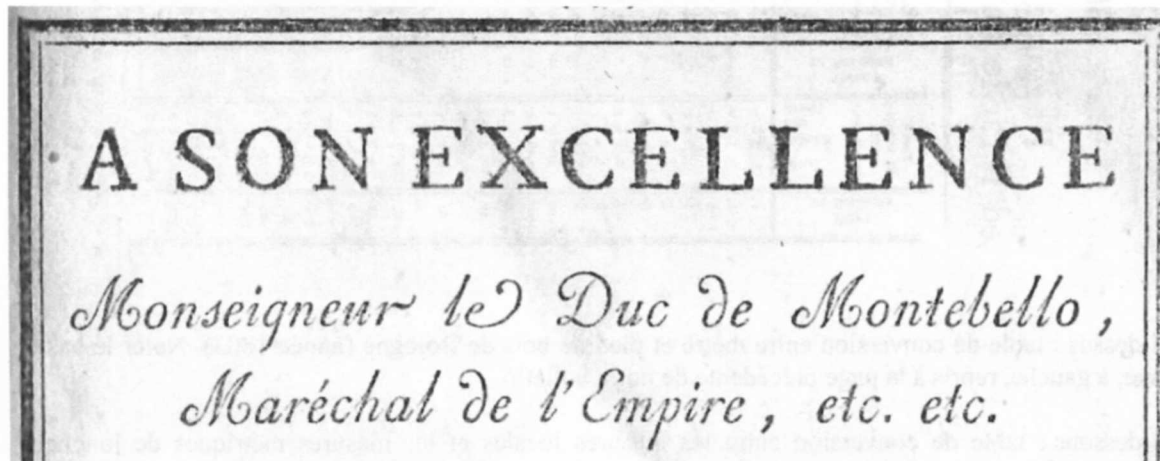 A SON EXCELLENCE
Monseigneur le Duc de Montebello,
Maréchal de l'Empire, etc. etc.